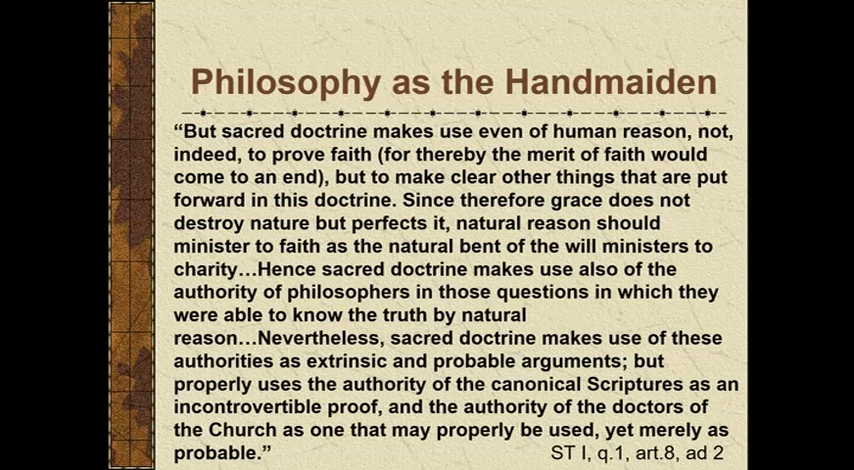 Philosophy as the Handmaiden
“But sacred doctrine makes use even of human reason, not,
indeed, to prove faith (for thereby the merit of faith would
come to an end), but to make clear other things that are put
forward in this doctrine. Since therefore grace does not
destroy nature but perfects it, natural reason should
minister to faith as the natural bent of the will ministers to
charity…Hence sacred doctrine makes use also of the
authority of philosophers in those questions in which they
were able to know the truth by natural
reason…Nevertheless, sacred doctrine makes use of these
authorities as extrinsic and probable arguments; but
properly uses the authority of the canonical Scriptures as an
incontrovertible proof, and the authority of the doctors of
the Church as one that may properly be used, yet merely as
probable.” ST I, q.1, art.8, ad 2